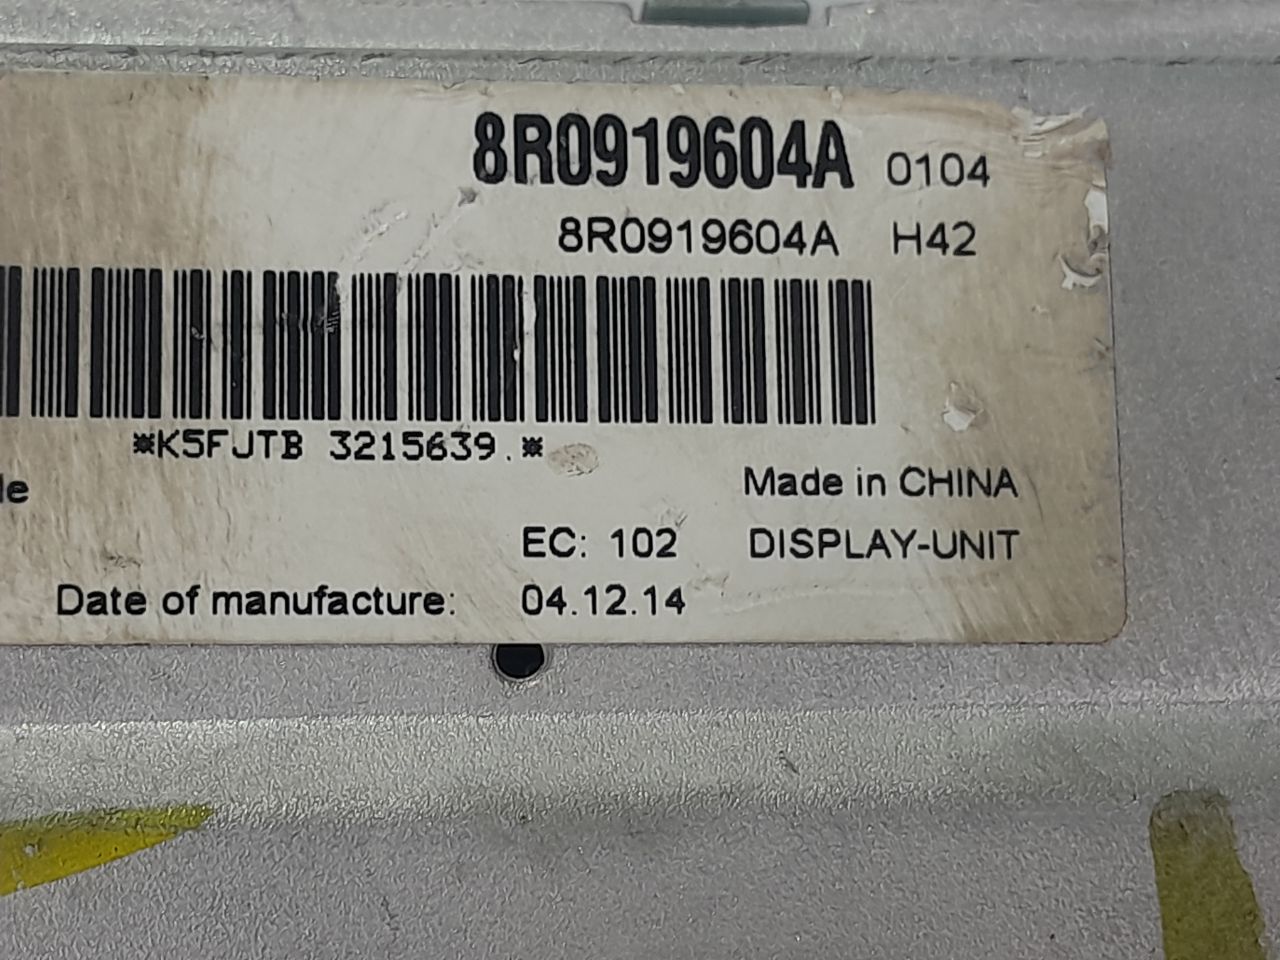 8R0919604A 0104
8R0919604A H42
*K5FJTB 3215639.*
Made in CHINA
EC: 102 DISPLAY-UNIT
Date of manufacture: 04.12.14